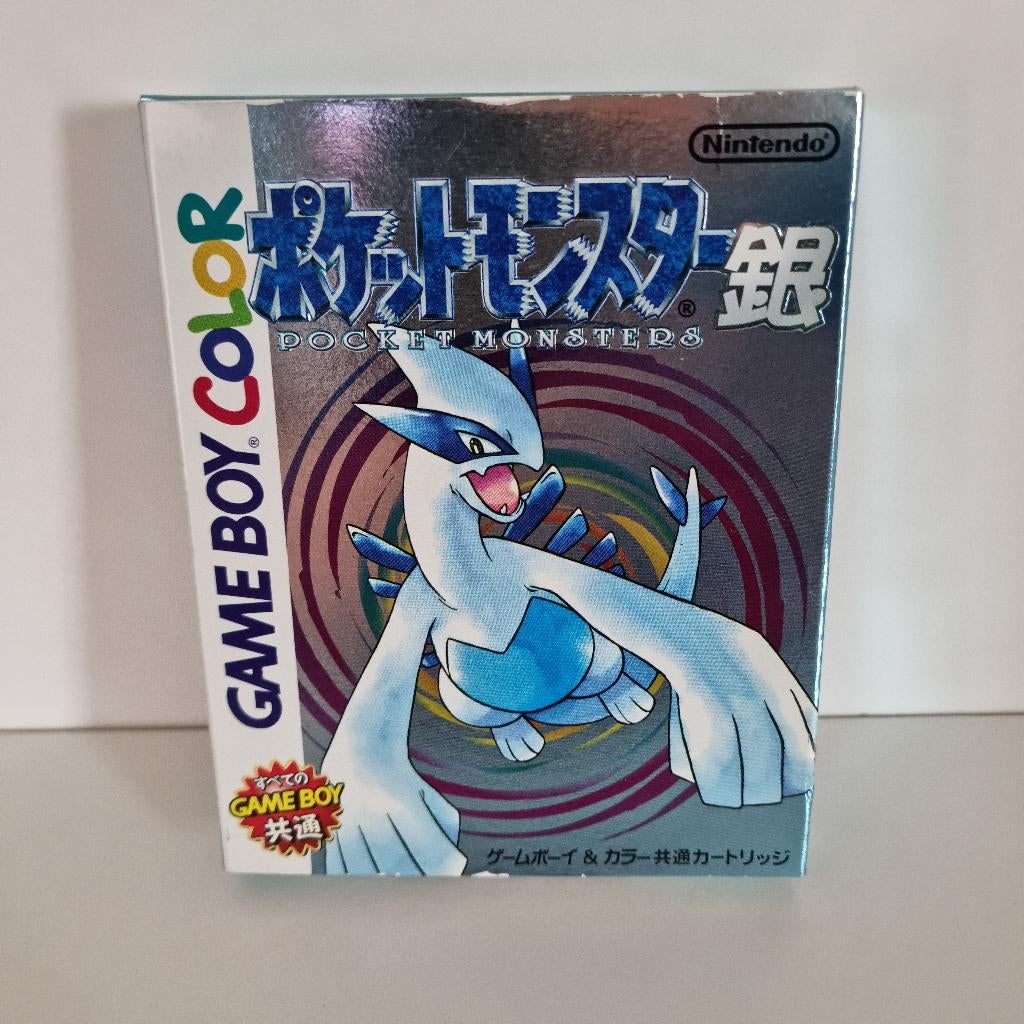 Nintendo®
ポケットモンスター®銀
POCKET MONSTERS
GAME BOY® COLOR
すべての
GAME BOY
共通
ゲームボーイ & カラー共通カートリッジ